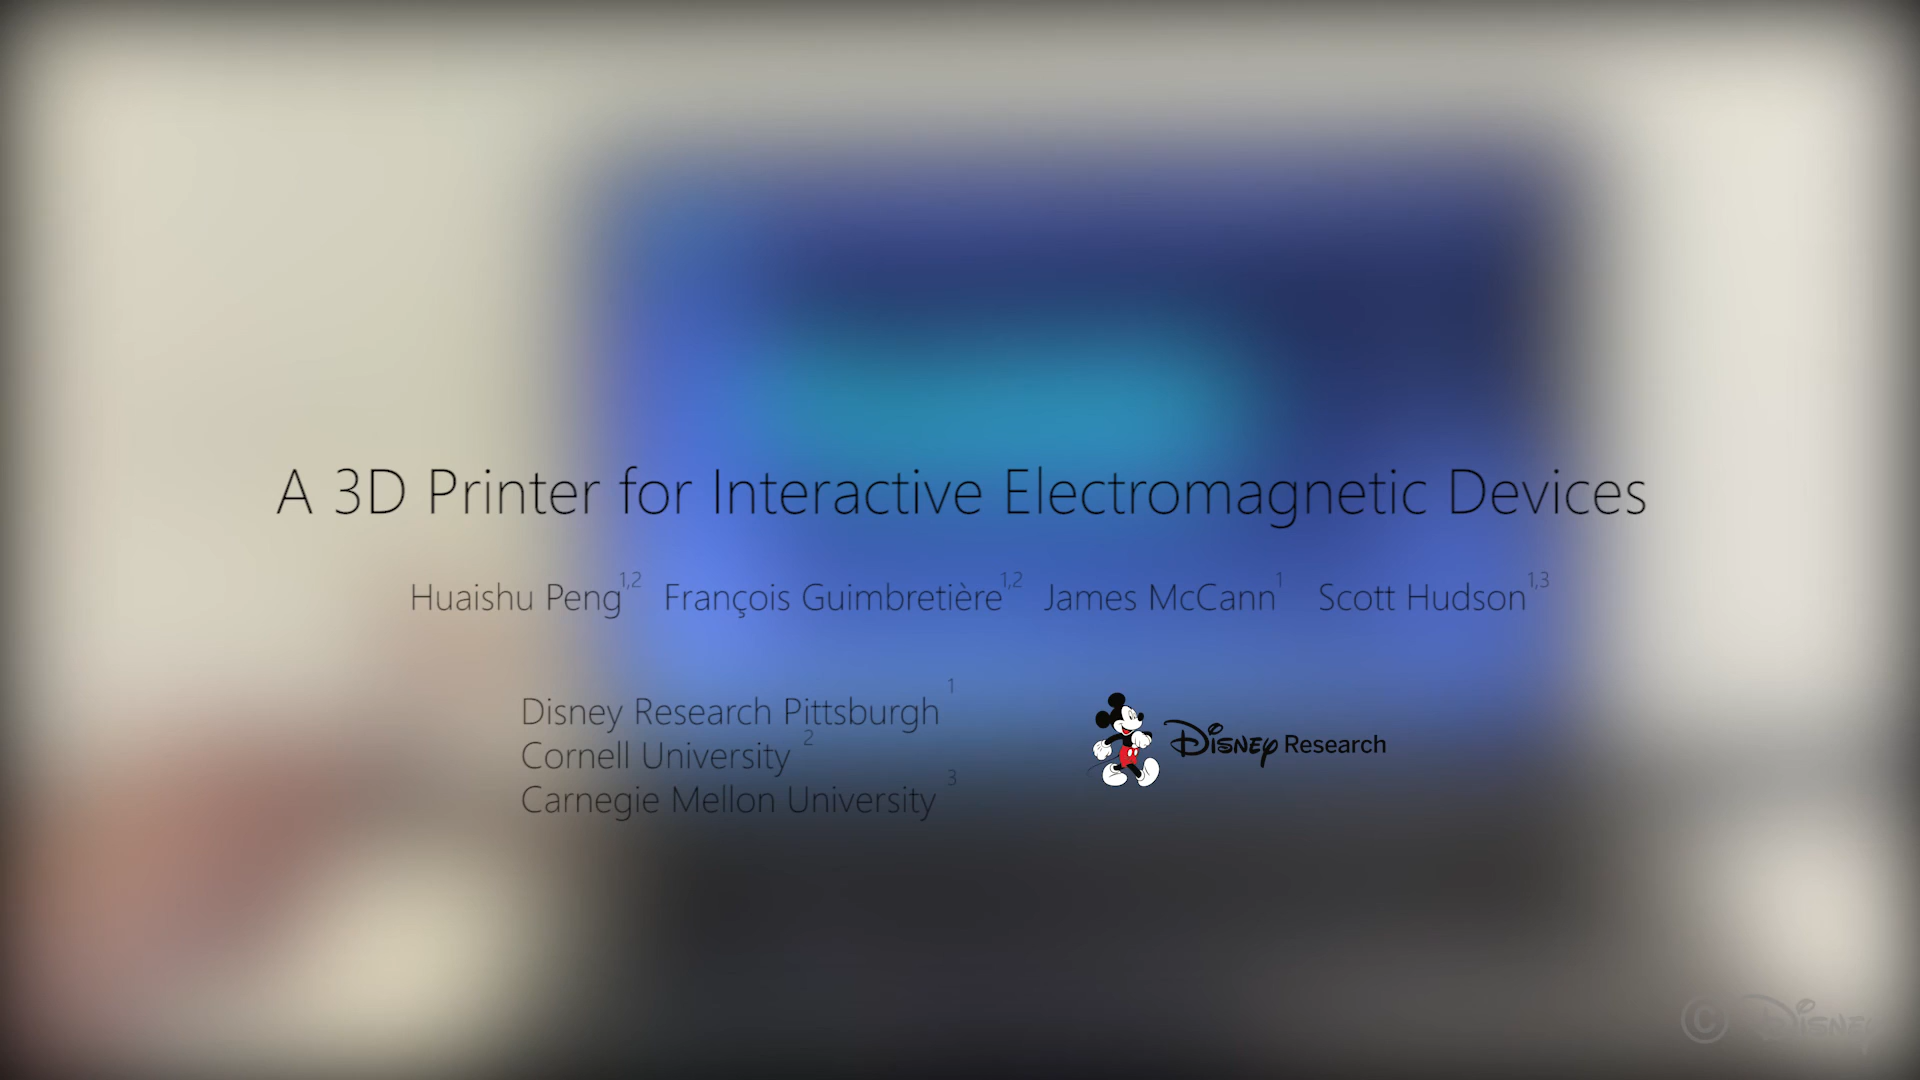 A 3D Printer for Interactive Electromagnetic Devices
Huaishu Peng1,2 François Guimbretière1,2 James McCann1 Scott Hudson1,3
Disney Research Pittsburgh1
Cornell University2
Carnegie Mellon University3
Disney Research
© Disney